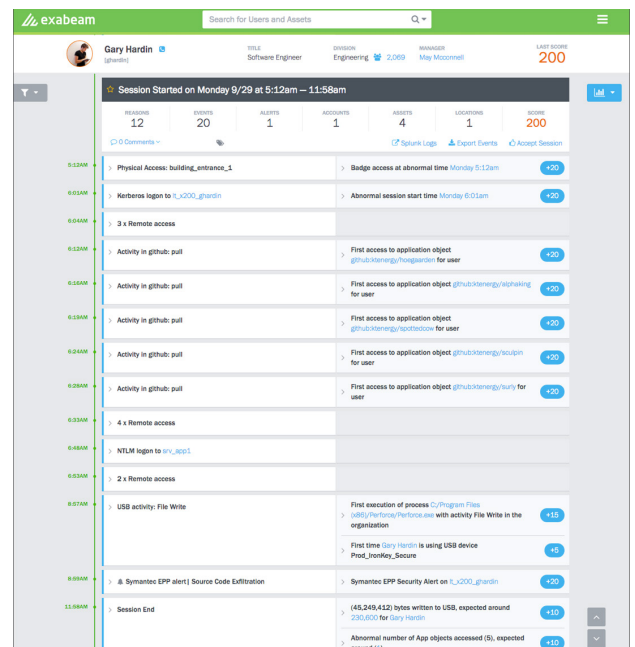 exabeam
Search for Users and Assets
Gary Hardin
[ghardin]
TITLE
Software Engineer
DIVISION
Engineering 2,069
MANAGER
May Mcconnell
LAST SCORE
200
Session Started on Monday 9/29 at 5:12am — 11:58am
REASONS
12
EVENTS
20
ALERTS
1
ACCOUNTS
1
ASSETS
4
LOCATIONS
1
SCORE
200
0 Comments
Splunk Logs
Export Events
Accept Session
5:12AM
Physical Access: building_entrance_1
Badge access at abnormal time Monday 5:12am
+20
6:01AM
Kerberos logon to lt_x200_ghardin
Abnormal session start time Monday 6:01am
+20
6:04AM
3 x Remote access
6:12AM
Activity in github: pull
First access to application object
github:ktenergy/hoegaarden for user
+20
6:16AM
Activity in github: pull
First access to application object github:ktenergy/alphaking
for user
+20
6:19AM
Activity in github: pull
First access to application object
github:ktenergy/spottedcow for user
+20
6:24AM
Activity in github: pull
First access to application object github:ktenergy/sculpin
for user
+20
6:28AM
Activity in github: pull
First access to application object github:ktenergy/surly for
user
+20
6:33AM
4 x Remote access
6:48AM
NTLM logon to srv_app1
6:53AM
2 x Remote access
6:57AM
USB activity: File Write
First execution of process C:/Program Files
(x86)/Perforce/Perforce.exe with activity File Write in the
organization
+15
First time Gary Hardin is using USB device
Prod_IronKey_Secure
+5
Symantec EPP alert | Source Code Exfiltration
Symantec EPP Security Alert on lt_x200_ghardin
+20
11:58AM
Session End
(45,249,412) bytes written to USB, expected around
230,600 for Gary Hardin
+10
Abnormal number of App objects accessed (5), expected
+10